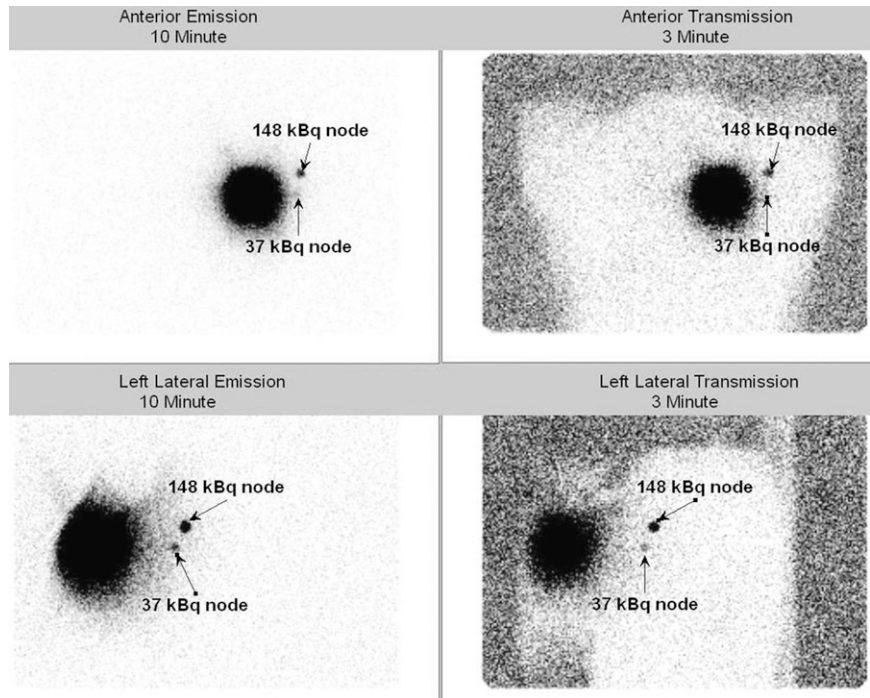 Anterior Emission
10 Minute
Anterior Transmission
3 Minute
148 kBq node
37 kBq node
148 kBq node
37 kBq node
Left Lateral Emission
10 Minute
Left Lateral Transmission
3 Minute
148 kBq node
37 kBq node
148 kBq node
37 kBq node